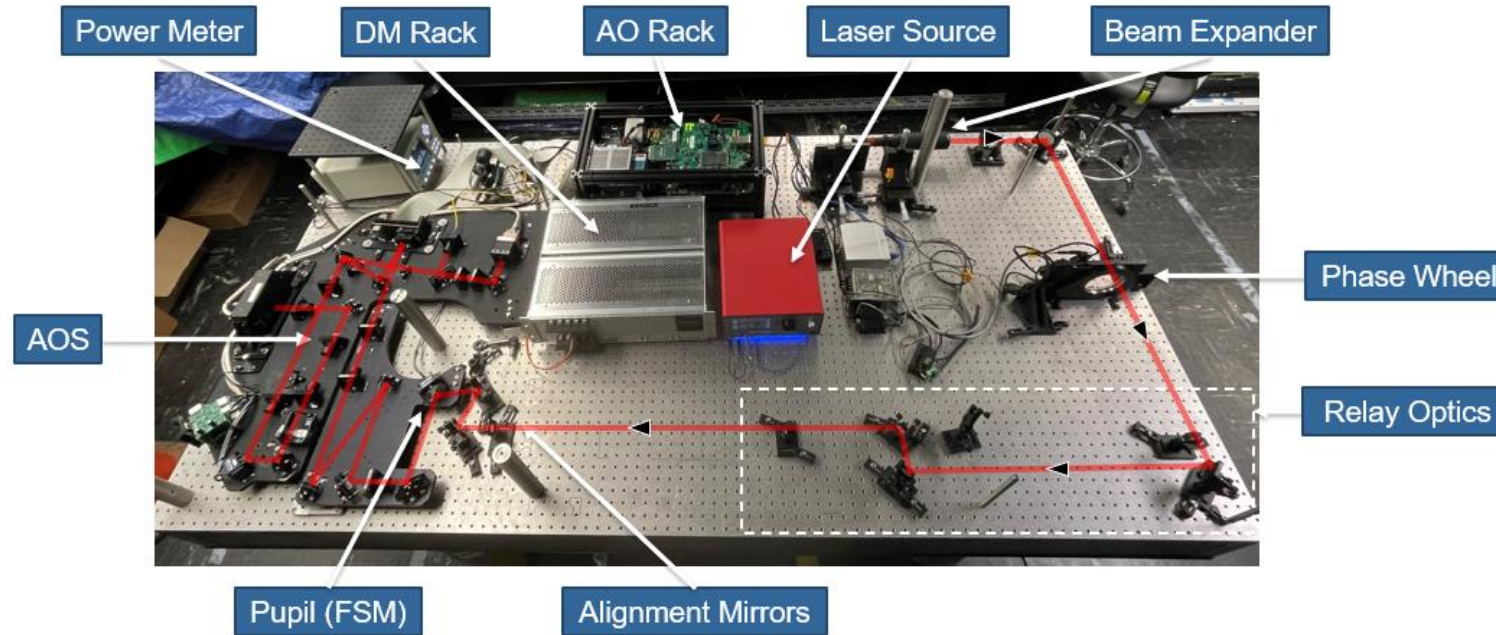 Power Meter
DM Rack
AO Rack
Laser Source
Beam Expander
Phase Wheel
AOS
Relay Optics
Pupil (FSM)
Alignment Mirrors